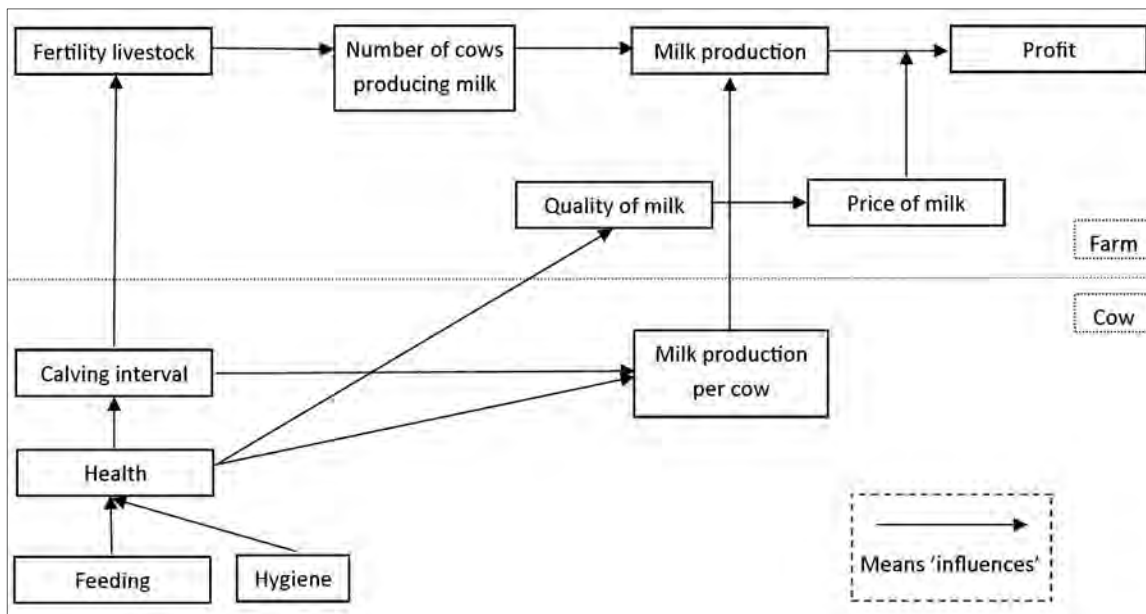 Fertility livestock
Number of cows
producing milk
Milk production
Profit
Quality of milk
Price of milk
Farm
Cow
Calving interval
Milk production
per cow
Health
Feeding
Hygiene
Means 'influences'